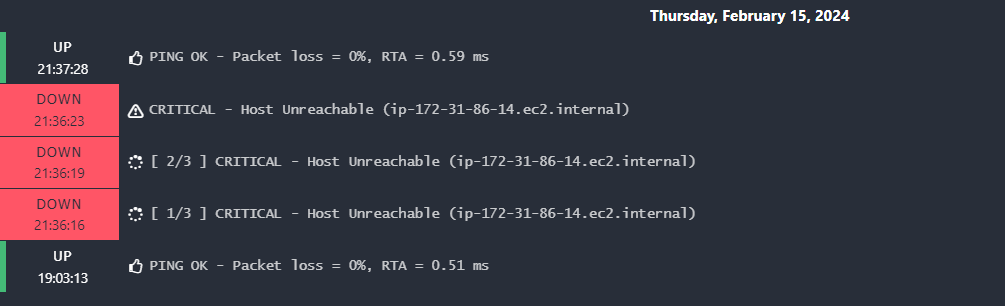 Thursday, February 15, 2024
UP
21:37:28
PING OK - Packet loss = 0%, RTA = 0.59 ms
DOWN
21:36:23
CRITICAL - Host Unreachable (ip-172-31-86-14.ec2.internal)
DOWN
21:36:19
[ 2/3 ] CRITICAL - Host Unreachable (ip-172-31-86-14.ec2.internal)
DOWN
21:36:16
[ 1/3 ] CRITICAL - Host Unreachable (ip-172-31-86-14.ec2.internal)
UP
19:03:13
PING OK - Packet loss = 0%, RTA = 0.51 ms